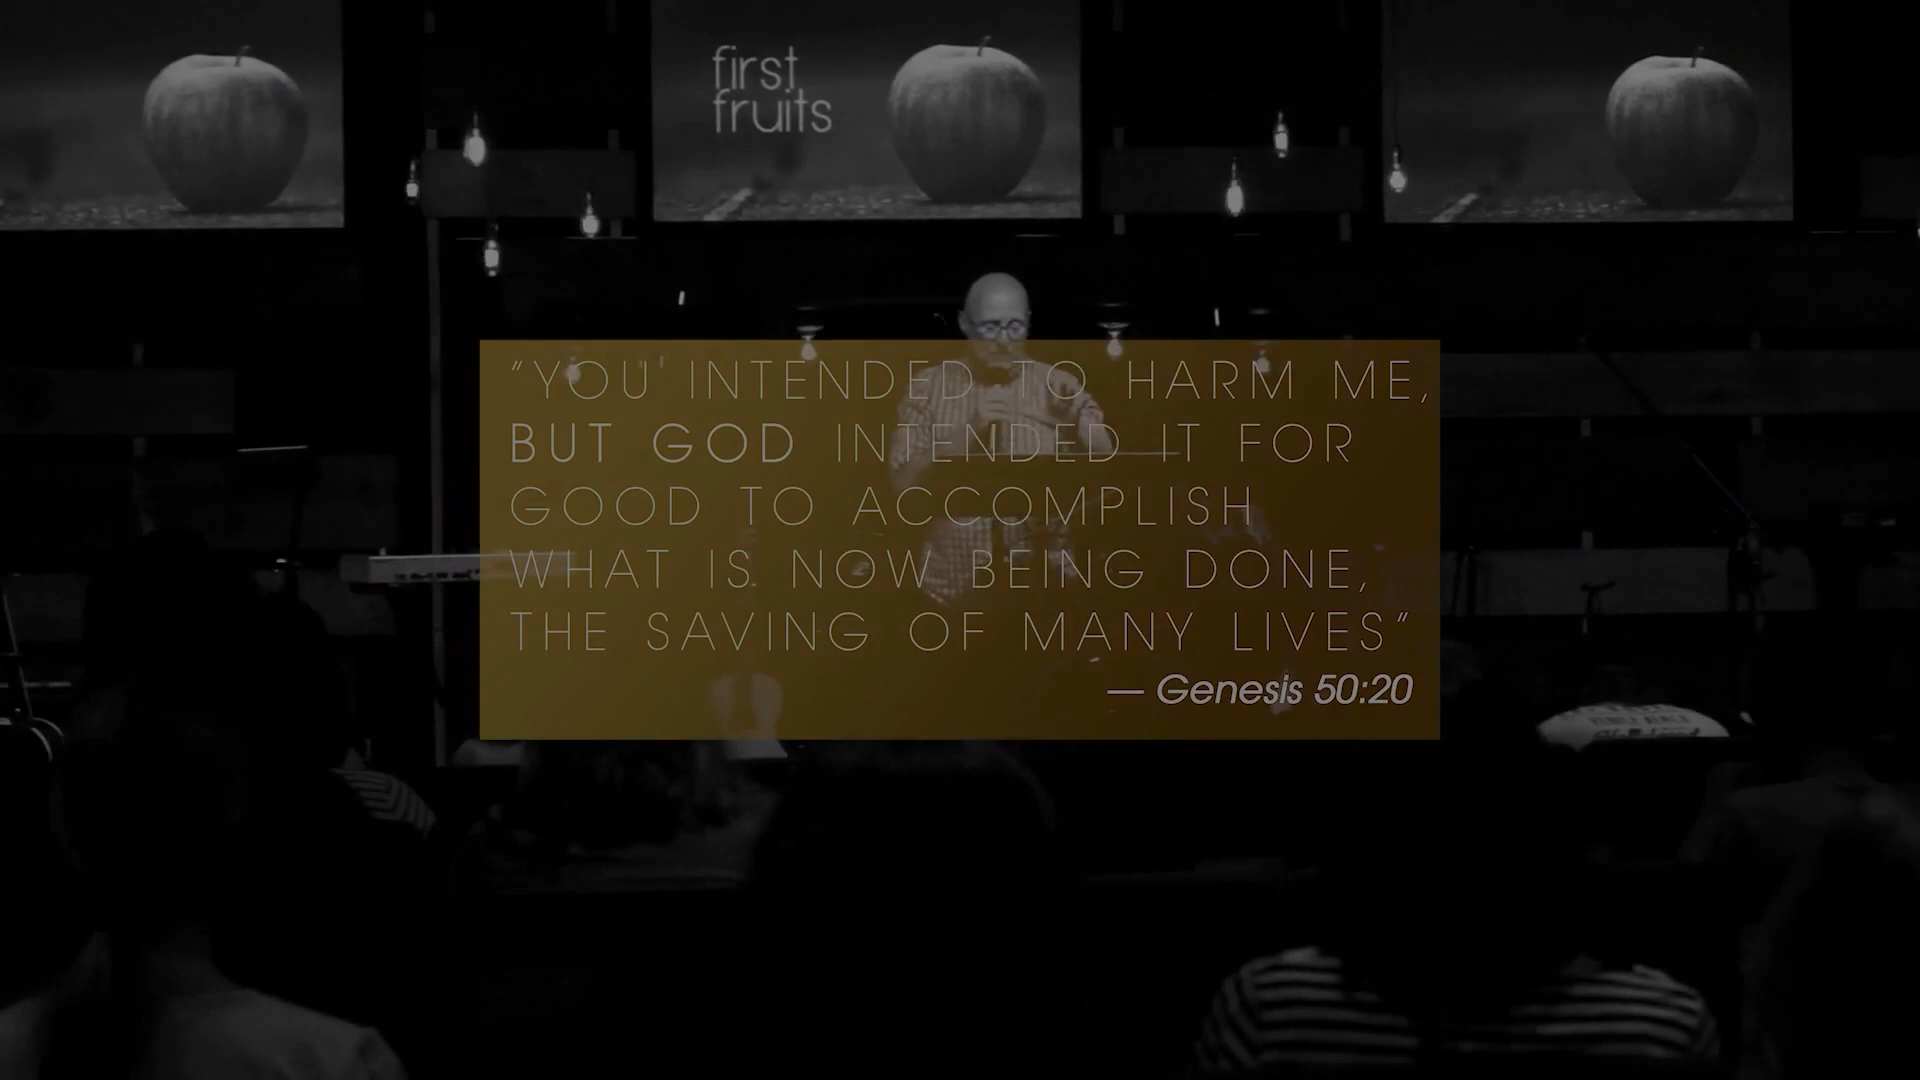 first
fruits
“YOU INTENDED TO HARM ME,
BUT GOD INTENDED IT FOR
GOOD TO ACCOMPLISH
WHAT IS NOW BEING DONE,
THE SAVING OF MANY LIVES”
— Genesis 50:20